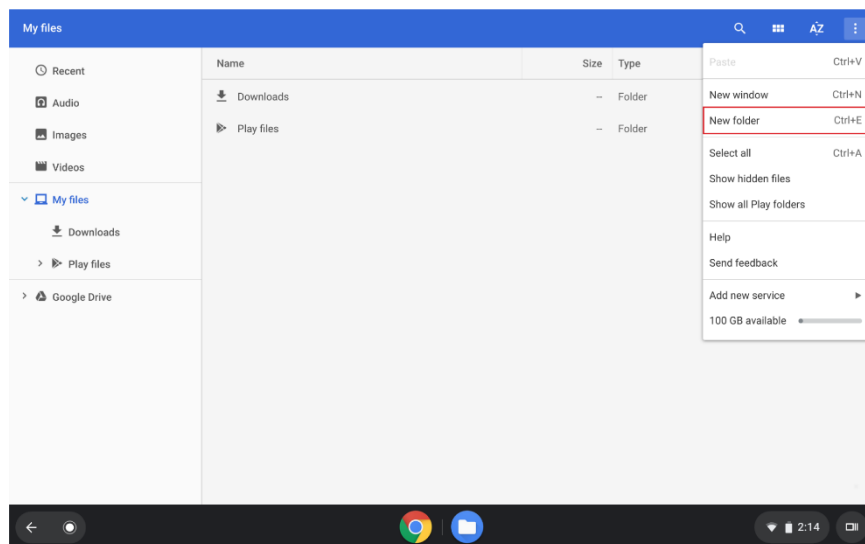 My files
AZ
Recent
Audio
Images
Videos
My files
Downloads
Play files
Google Drive
Name Size Type
Downloads -- Folder
Play files -- Folder
Paste Ctrl+V
New window Ctrl+N
New folder Ctrl+E
Select all Ctrl+A
Show hidden files
Show all Play folders
Help
Send feedback
Add new service
100 GB available
2:14